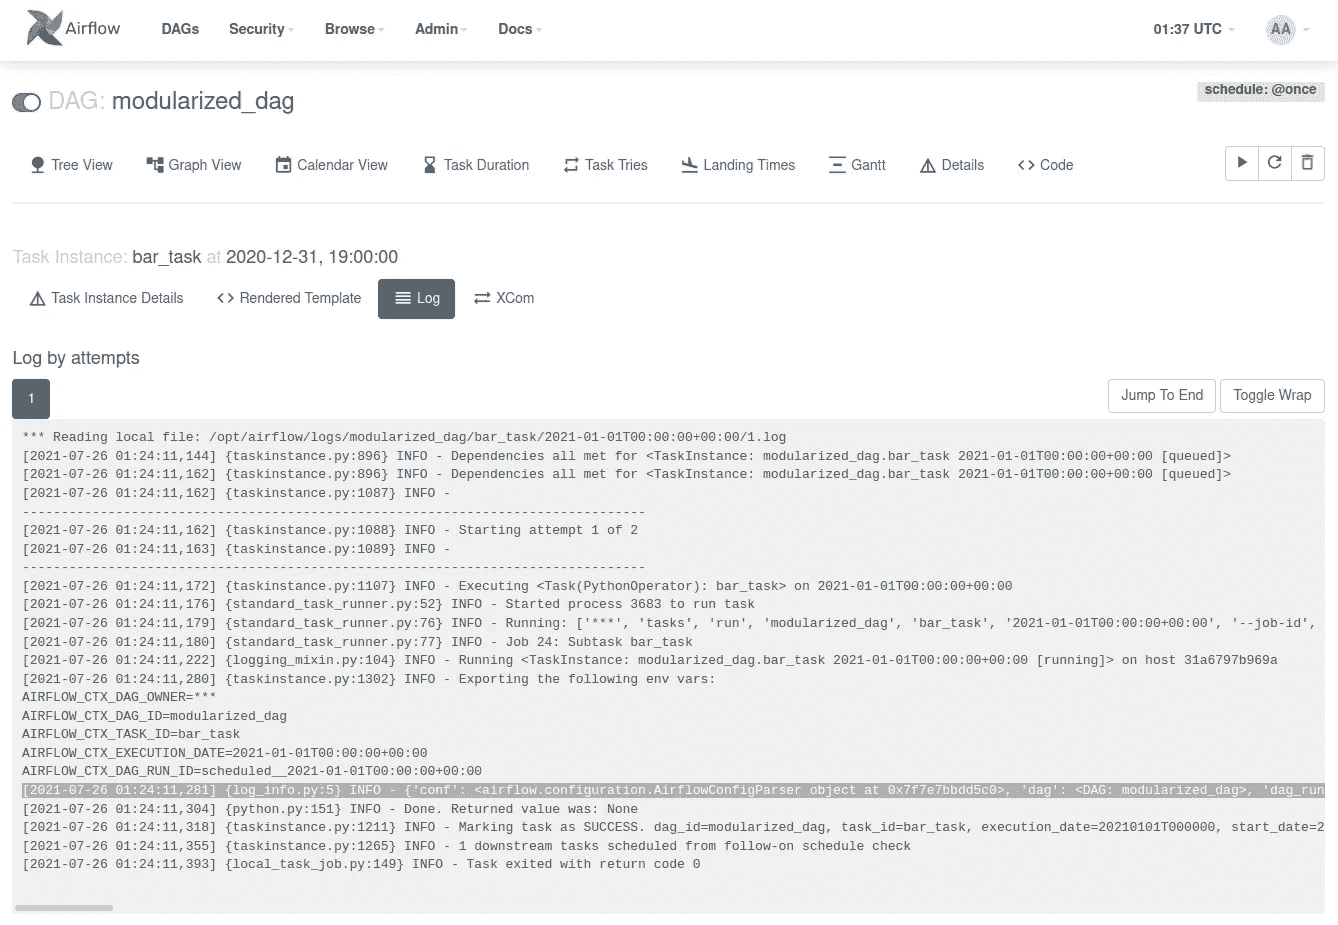 Airflow DAGs Security Browse Admin Docs 01:37 UTC AA
DAG: modularized_dag schedule: @once
Tree View Graph View Calendar View Task Duration Task Tries Landing Times Gantt Details <> Code
Task Instance: bar_task at 2020-12-31, 19:00:00
Task Instance Details <> Rendered Template Log XCom
Log by attempts
1 Jump To End Toggle Wrap
*** Reading local file: /opt/airflow/logs/modularized_dag/bar_task/2021-01-01T00:00:00+00:00/1.log
[2021-07-26 01:24:11,144] {taskinstance.py:896} INFO - Dependencies all met for <TaskInstance: modularized_dag.bar_task 2021-01-01T00:00:00+00:00 [queued]>
[2021-07-26 01:24:11,162] {taskinstance.py:896} INFO - Dependencies all met for <TaskInstance: modularized_dag.bar_task 2021-01-01T00:00:00+00:00 [queued]>
[2021-07-26 01:24:11,162] {taskinstance.py:1087} INFO -
--------------------------------------------------------------------------------
[2021-07-26 01:24:11,162] {taskinstance.py:1088} INFO - Starting attempt 1 of 2
[2021-07-26 01:24:11,163] {taskinstance.py:1089} INFO -
--------------------------------------------------------------------------------
[2021-07-26 01:24:11,172] {taskinstance.py:1107} INFO - Executing <Task(PythonOperator): bar_task> on 2021-01-01T00:00:00+00:00
[2021-07-26 01:24:11,176] {standard_task_runner.py:52} INFO - Started process 3683 to run task
[2021-07-26 01:24:11,179] {standard_task_runner.py:76} INFO - Running: ['***', 'tasks', 'run', 'modularized_dag', 'bar_task', '2021-01-01T00:00:00+00:00', '--job-id',
[2021-07-26 01:24:11,180] {standard_task_runner.py:77} INFO - Job 24: Subtask bar_task
[2021-07-26 01:24:11,222] {logging_mixin.py:104} INFO - Running <TaskInstance: modularized_dag.bar_task 2021-01-01T00:00:00+00:00 [running]> on host 31a6797b969a
[2021-07-26 01:24:11,280] {taskinstance.py:1302} INFO - Exporting the following env vars:
AIRFLOW_CTX_DAG_OWNER=***
AIRFLOW_CTX_DAG_ID=modularized_dag
AIRFLOW_CTX_TASK_ID=bar_task
AIRFLOW_CTX_EXECUTION_DATE=2021-01-01T00:00:00+00:00
AIRFLOW_CTX_DAG_RUN_ID=scheduled__2021-01-01T00:00:00+00:00
[2021-07-26 01:24:11,281] {log_info.py:5} INFO - {'conf': <airflow.configuration.AirflowConfigParser object at 0x7f7e7bbdd5c0>, 'dag': <DAG: modularized_dag>, 'dag_run
[2021-07-26 01:24:11,304] {python.py:151} INFO - Done. Returned value was: None
[2021-07-26 01:24:11,318] {taskinstance.py:1211} INFO - Marking task as SUCCESS. dag_id=modularized_dag, task_id=bar_task, execution_date=20210101T000000, start_date=2
[2021-07-26 01:24:11,355] {taskinstance.py:1265} INFO - 1 downstream tasks scheduled from follow-on schedule check
[2021-07-26 01:24:11,393] {local_task_job.py:149} INFO - Task exited with return code 0